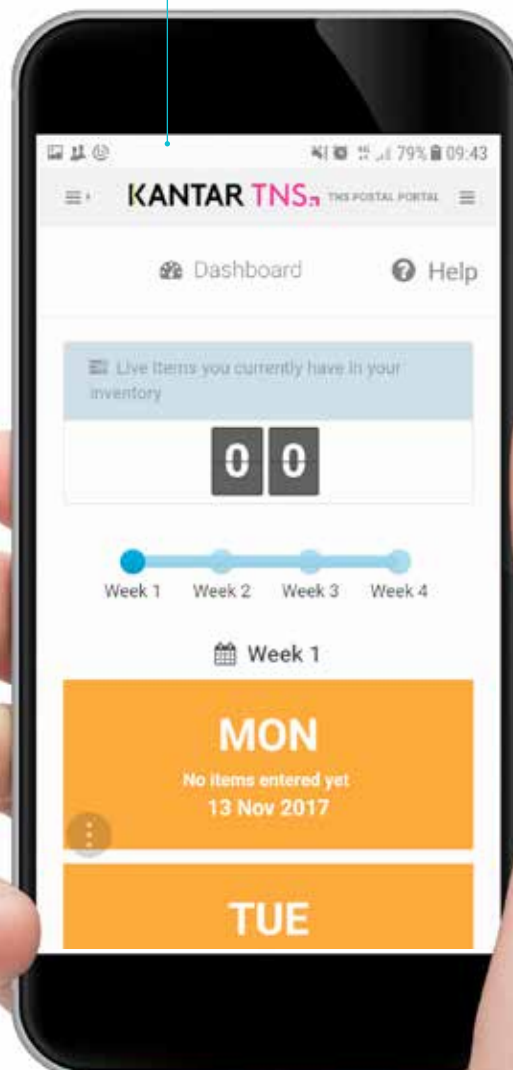 79% 09:43
KANTAR TNS. TNS POSTAL PORTAL
Dashboard Help
Live items you currently have in your
inventory
0 0
Week 1 Week 2 Week 3 Week 4
Week 1
MON
No items entered yet
13 Nov 2017
TUE